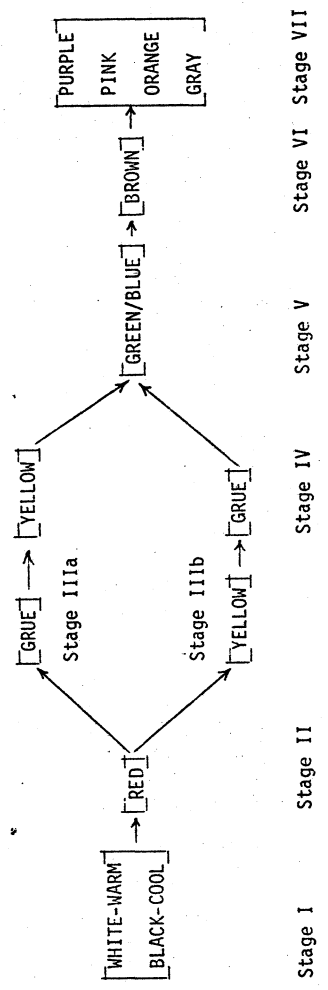 [WHITE-WARM
BLACK-COOL]
→ [RED]
[GRUE] → [YELLOW]
Stage IIIa
Stage IIIb
[YELLOW] → [GRUE]
[GREEN/BLUE] → [BROWN] →
[PURPLE
PINK
ORANGE
GRAY]
Stage I
Stage II
Stage IV
Stage V
Stage VI
Stage VII